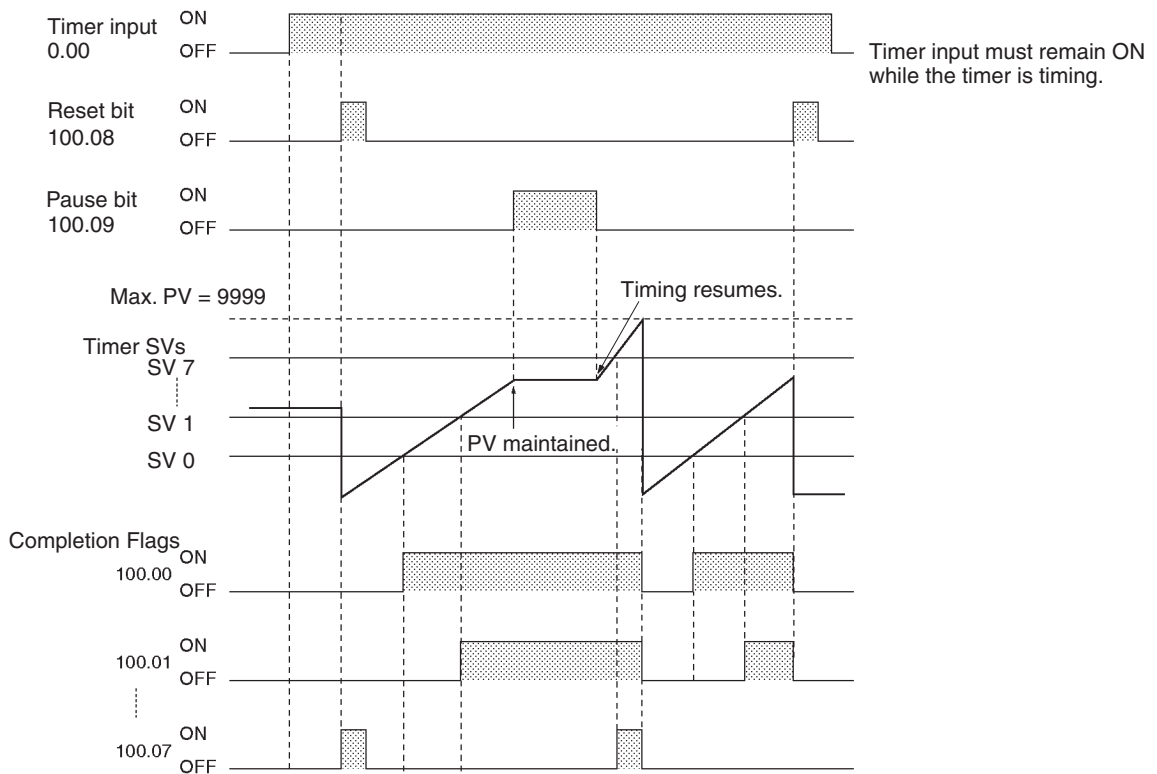 Timer input
0.00
ON
OFF
Timer input must remain ON
while the timer is timing.
Reset bit
100.08
ON
OFF
Pause bit
100.09
ON
OFF
Max. PV = 9999
Timing resumes.
Timer SVs
SV 7
SV 1
PV maintained.
SV 0
Completion Flags
ON
100.00
OFF
ON
100.01
OFF
ON
100.07
OFF